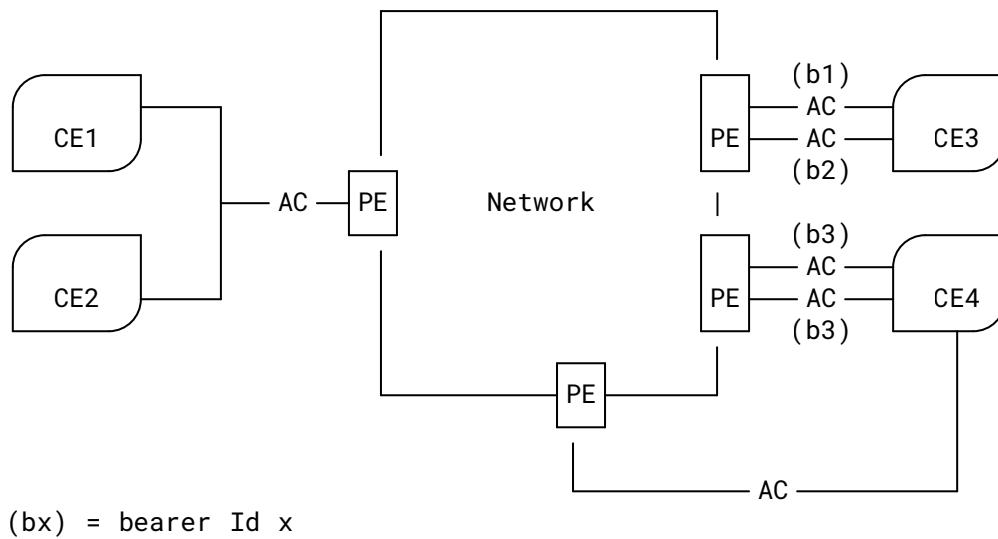 (b1)
AC
CE1
PE
AC
CE3
(b2)
AC
PE
Network
(b3)
AC
CE2
PE
AC
CE4
(b3)
PE
AC
(bx) = bearer Id x